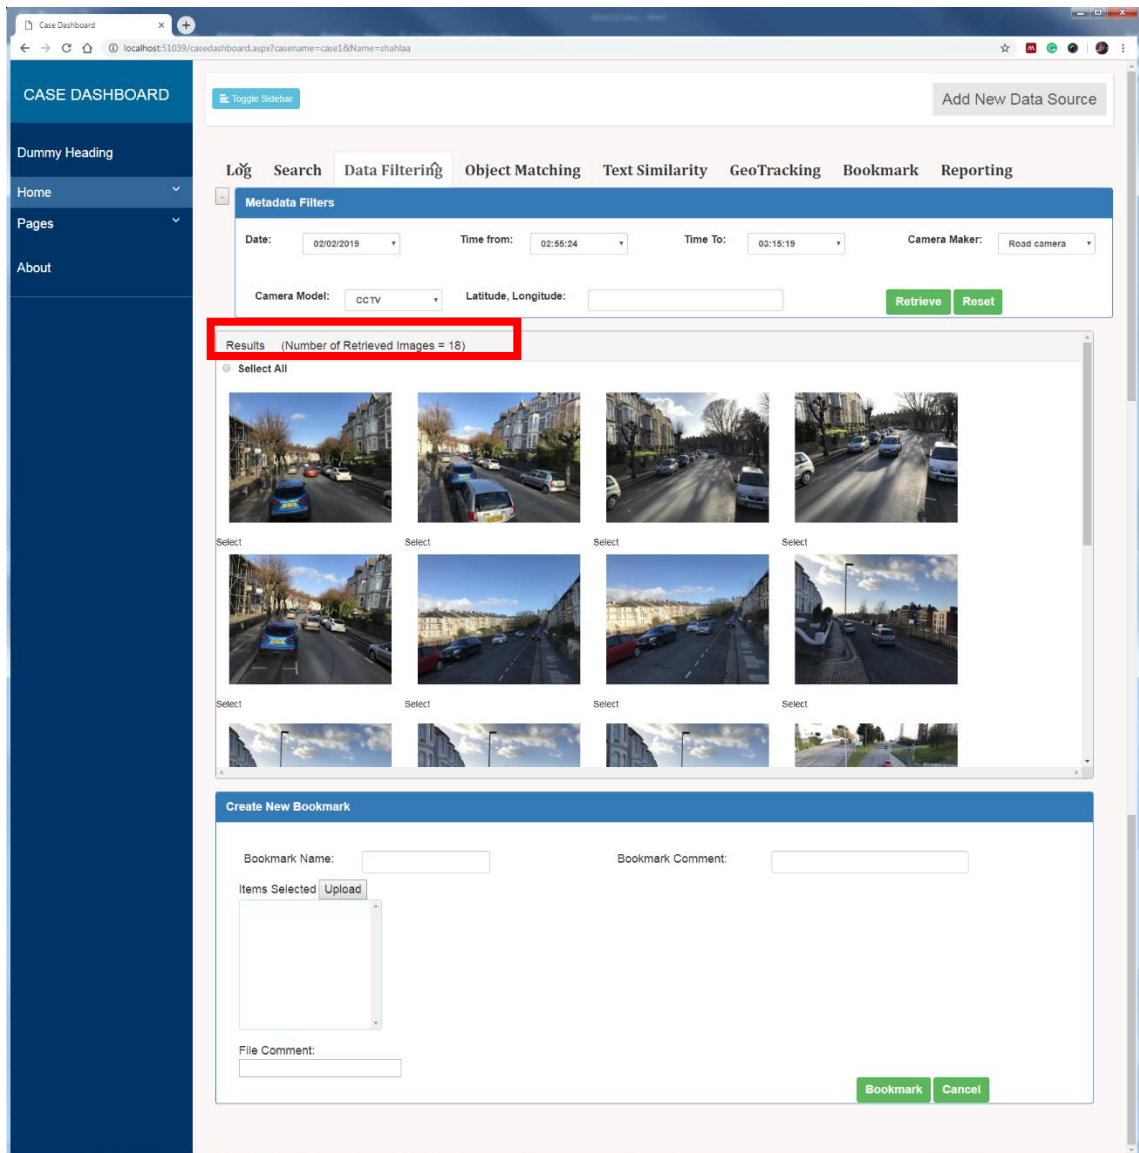 Case Dashboard
localhost:51039/casedashboard.aspx?casename=case1&Name=shahlaa
CASE DASHBOARD
Toggle Sidebar
Add New Data Source
Dummy Heading
Home
Pages
About
Log Search Data Filtering Object Matching Text Similarity GeoTracking Bookmark Reporting
-
Metadata Filters
Date: 02/02/2019 Time from: 02:55:24 Time To: 03:15:19 Camera Maker: Road camera
Camera Model: CCTV Latitude, Longitude: Retrieve Reset
Results (Number of Retrieved Images = 18)
Sellect All
Select Select Select Select
Select Select Select Select
Create New Bookmark
Bookmark Name: Bookmark Comment:
Items Selected Upload
File Comment:
Bookmark Cancel